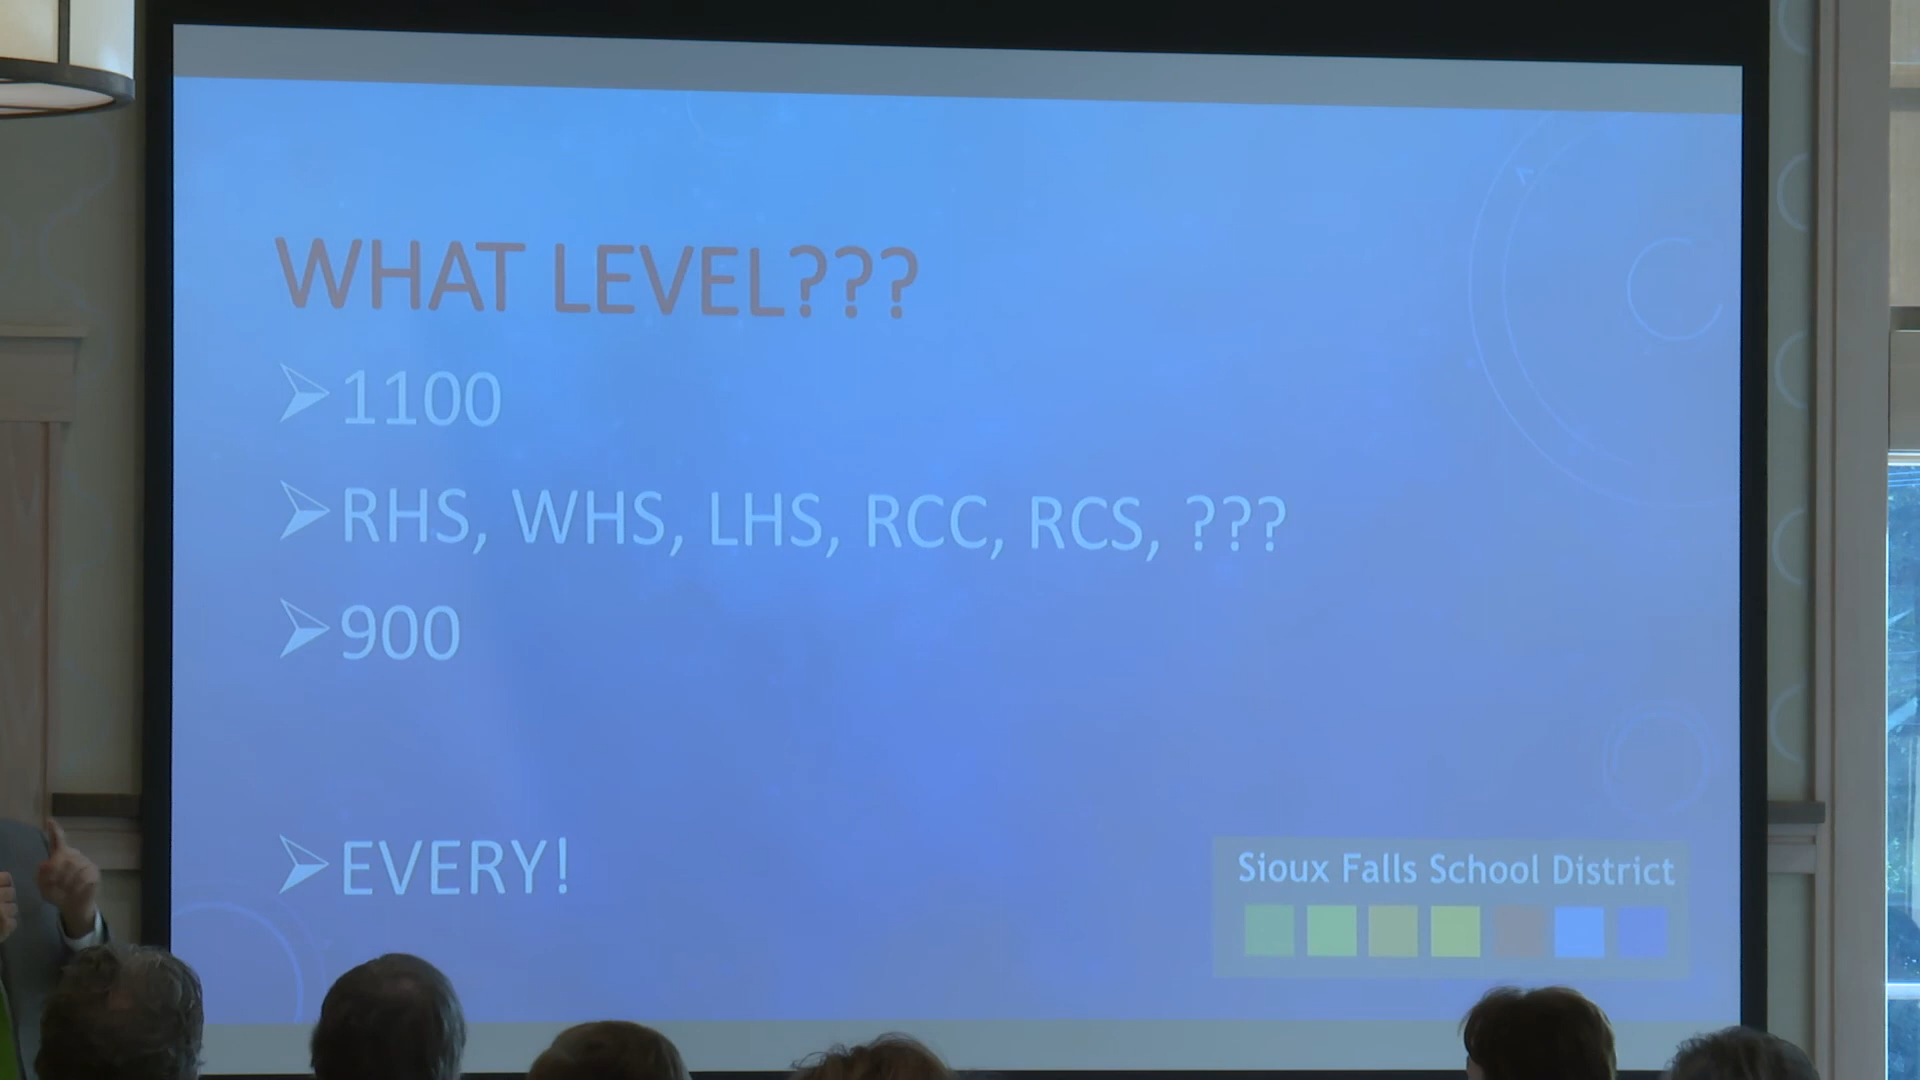 WHAT LEVEL???
1100
RHS, WHS, LHS, RCC, RCS, ???
900
EVERY!
Sioux Falls School District